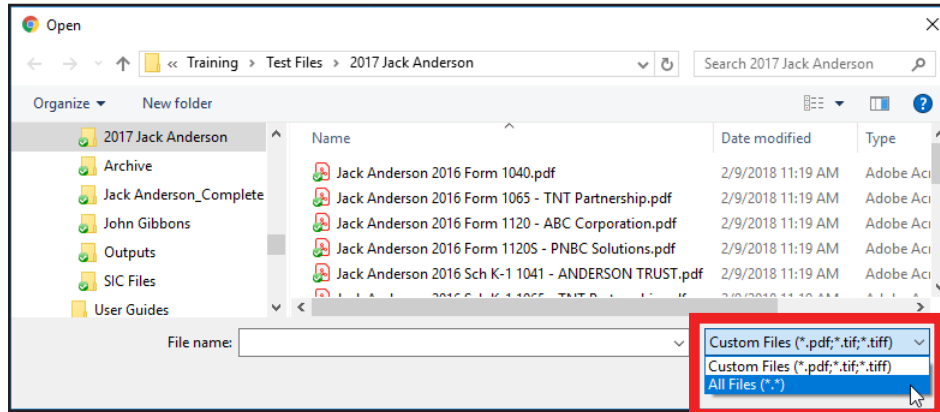 Open
« Training > Test Files > 2017 Jack Anderson
Search 2017 Jack Anderson
Organize
New folder
2017 Jack Anderson
Archive
Jack Anderson_Complete
John Gibbons
Outputs
SIC Files
User Guides
Name
Date modified
Type
Jack Anderson 2016 Form 1040.pdf 2/9/2018 11:19 AM Adobe
Jack Anderson 2016 Form 1065 - TNT Partnership.pdf 2/9/2018 11:19 AM Adobe
Jack Anderson 2016 Form 1120 - ABC Corporation.pdf 2/9/2018 11:19 AM Adobe
Jack Anderson 2016 Form 1120S - PNBC Solutions.pdf 2/9/2018 11:19 AM Adobe
Jack Anderson 2016 Sch K-1 1041 - ANDERSON TRUST.pdf 2/9/2018 11:19 AM Adobe
File name:
Custom Files (*.pdf;*.tif;*.tiff)
Custom Files (*.pdf;*.tif;*.tiff)
All Files (*.*)